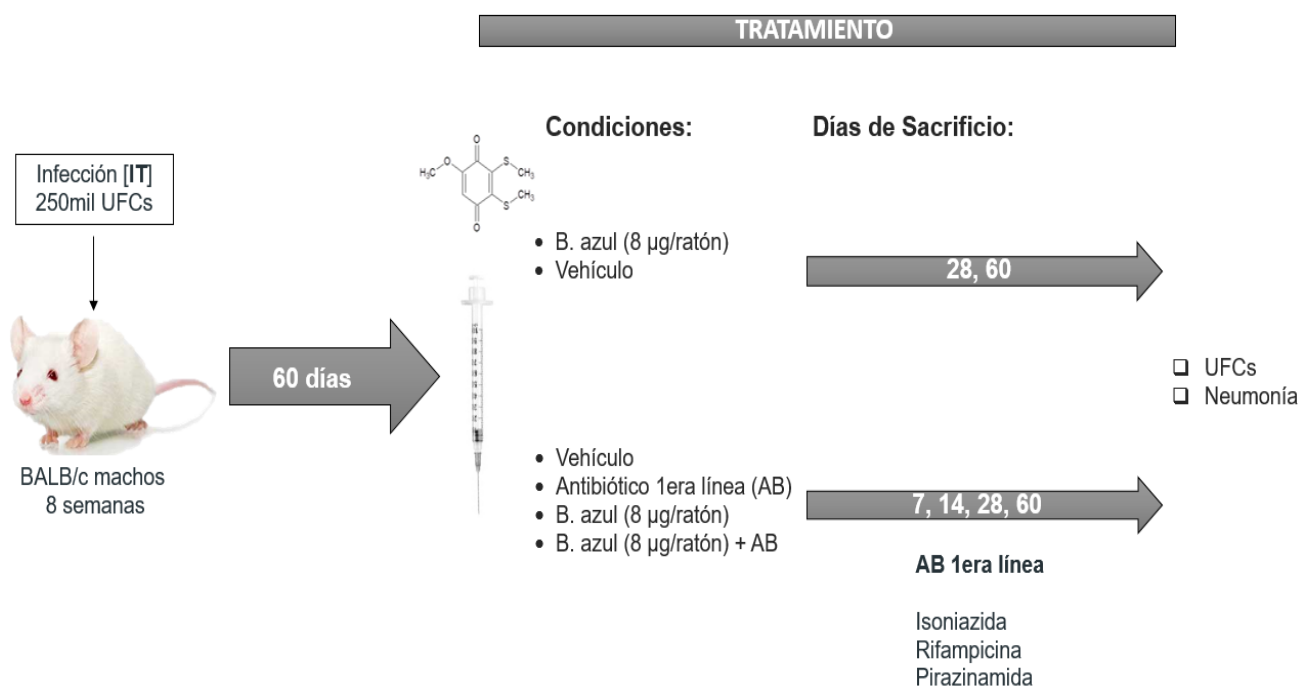 TRATAMIENTO
Condiciones:
Días de Sacrificio:
Infección [IT]
250mil UFCs
O
H₃C
O
S
CH₃
S
CH₃
O
• B. azul (8 µg/ratón)
• Vehículo
28, 60
60 días
BALB/c machos
8 semanas
❑ UFCs
❑ Neumonía
• Vehículo
• Antibiótico 1era línea (AB)
• B. azul (8 µg/ratón)
• B. azul (8 µg/ratón) + AB
7, 14, 28, 60
AB 1era línea
Isoniazida
Rifampicina
Pirazinamida